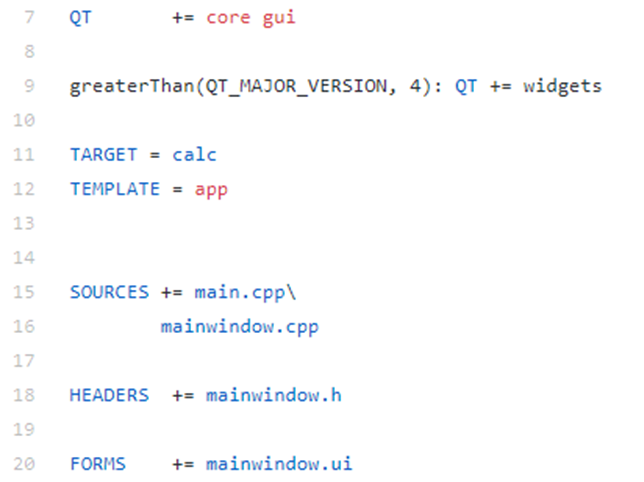 7 QT += core gui
8
9 greaterThan(QT_MAJOR_VERSION, 4): QT += widgets
10
11 TARGET = calc
12 TEMPLATE = app
13
14
15 SOURCES += main.cpp\
16 mainwindow.cpp
17
18 HEADERS += mainwindow.h
19
20 FORMS += mainwindow.ui